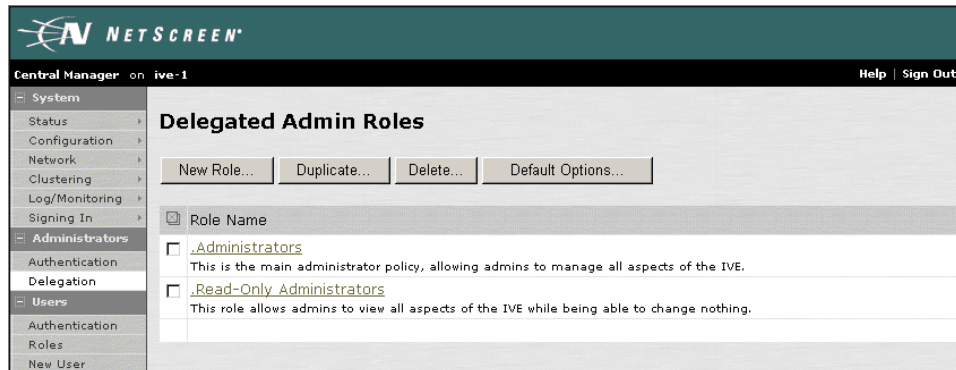 NETSCREEN®
Central Manager on ive-1
Help | Sign Out
System
Status
Configuration
Network
Clustering
Log/Monitoring
Signing In
Administrators
Authentication
Delegation
Users
Authentication
Roles
New User
Delegated Admin Roles
New Role... Duplicate... Delete... Default Options...
Role Name
.Administrators
This is the main administrator policy, allowing admins to manage all aspects of the IVE.
.Read-Only Administrators
This role allows admins to view all aspects of the IVE while being able to change nothing.